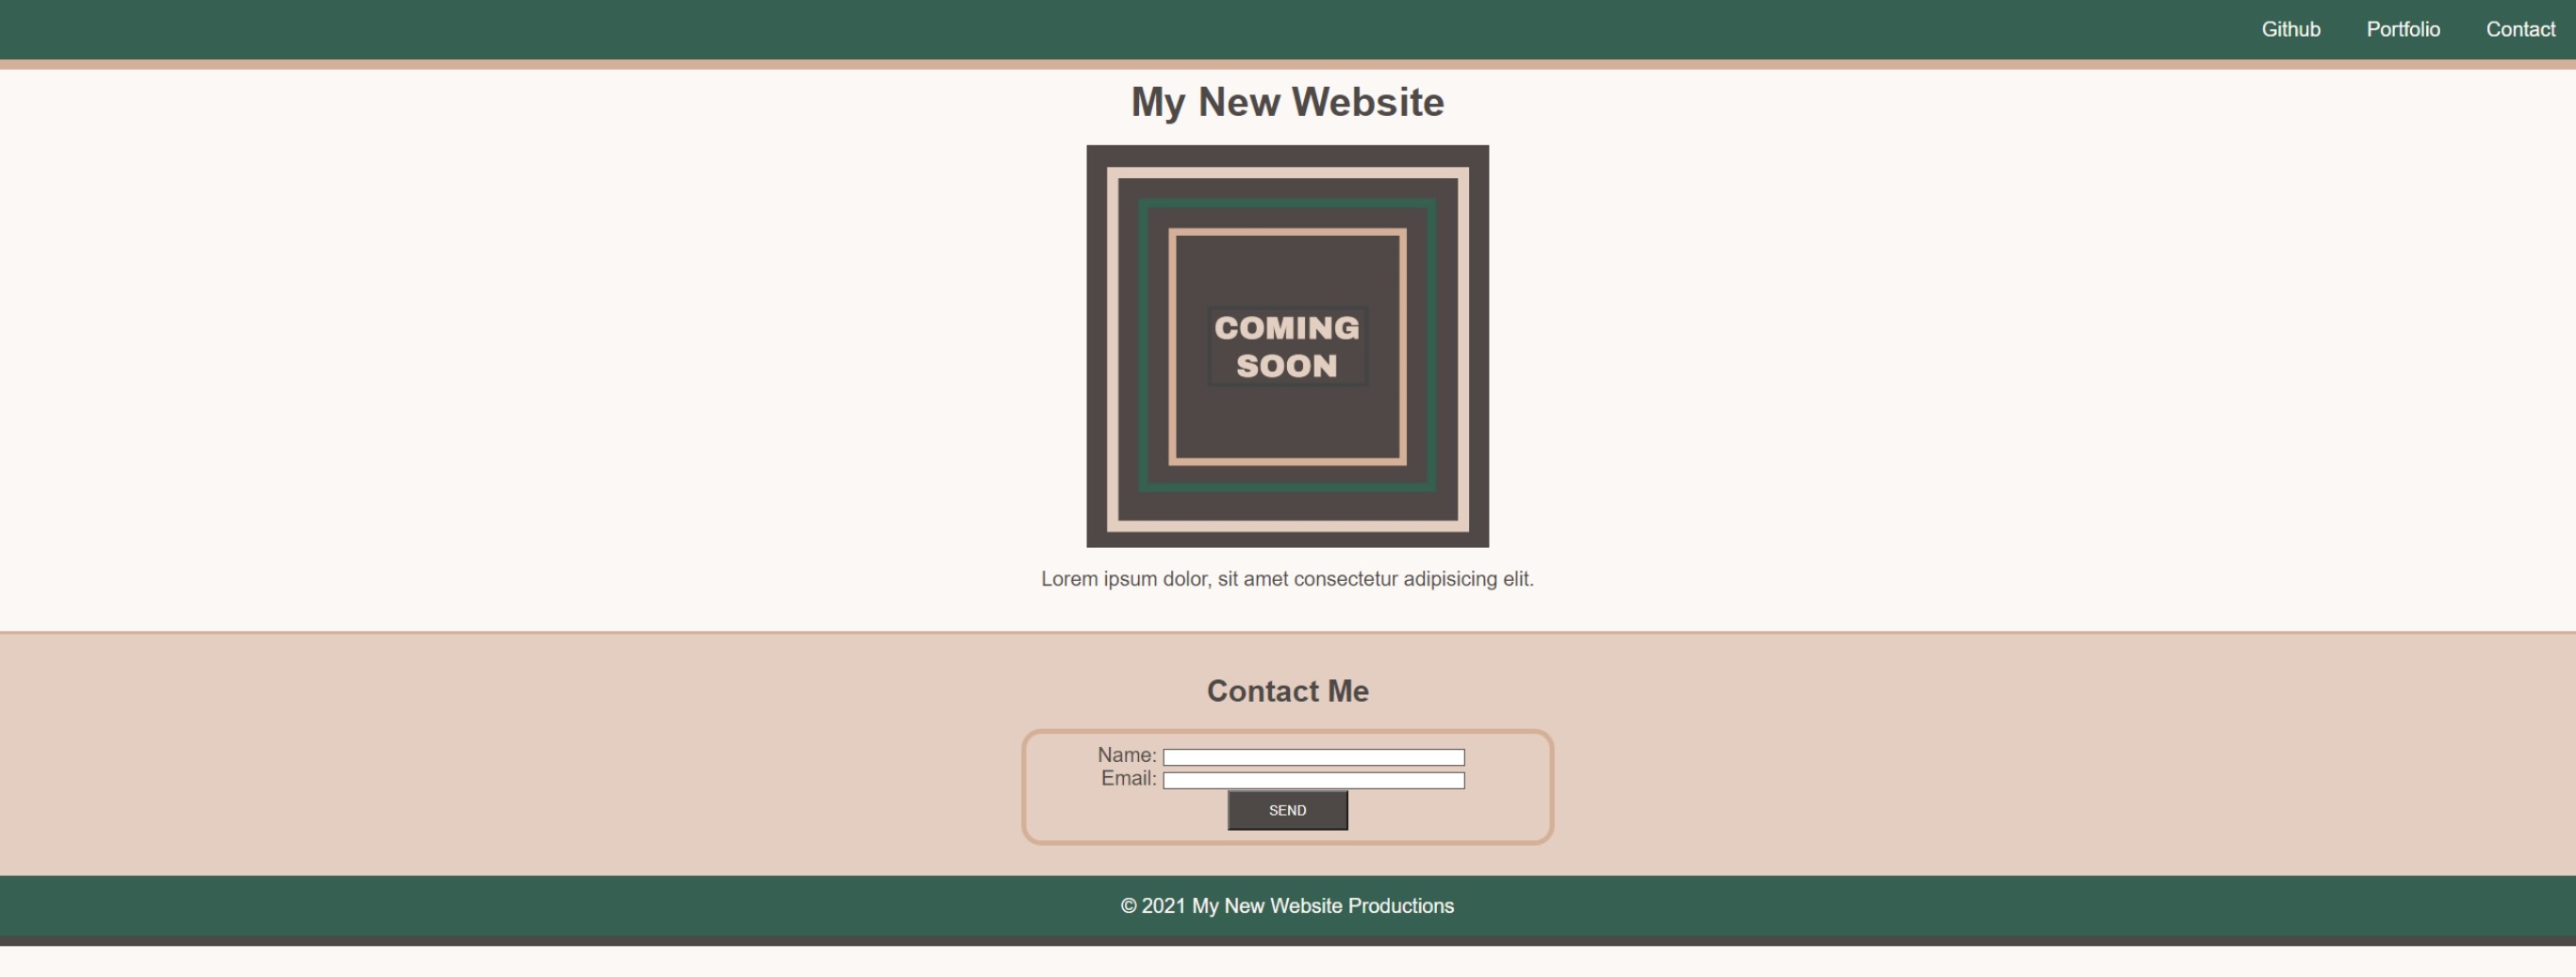 Github Portfolio Contact
My New Website
COMING
SOON
Lorem ipsum dolor, sit amet consectetur adipisicing elit.
Contact Me
Name:
Email:
SEND
© 2021 My New Website Productions